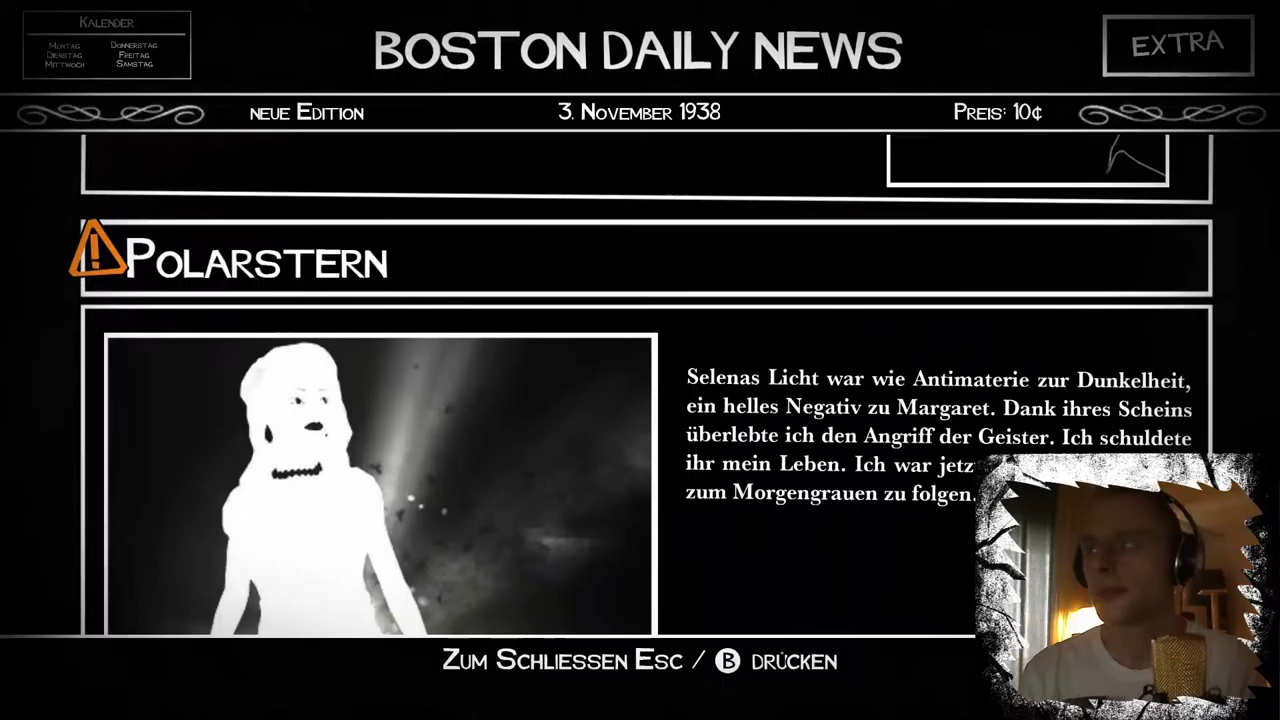 KALENDER
MONTAG DONNERSTAG
DIENSTAG FREITAG
MITTWOCH SAMSTAG
BOSTON DAILY NEWS
EXTRA
NEUE EDITION 3. NOVEMBER 1938 PREIS: 10¢
POLARSTERN
Selenas Licht war wie Antimaterie zur Dunkelheit,
ein helles Negativ zu Margaret. Dank ihres Scheins
überlebte ich den Angriff der Geister. Ich schuldete
ihr mein Leben. Ich war jetz
zum Morgengrauen zu folgen.
ZUM SCHLIESSEN ESC / B DRÜCKEN